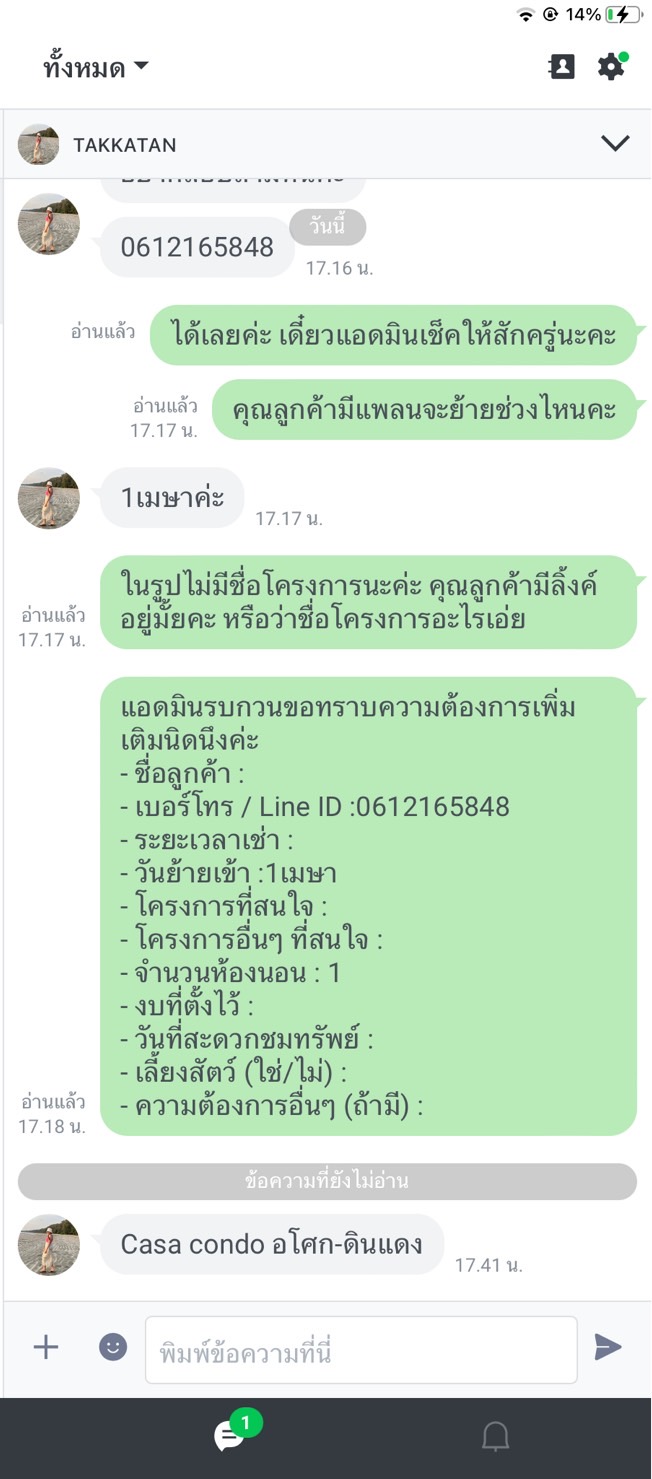 14%
ทั้งหมด
TAKKATAN
วันนี้
0612165848
17.16 น.
ได้เลยค่ะ เดี๋ยวแอดมินเช็คให้สักครู่นะคะ
อ่านแล้ว
คุณลูกค้ามีแพลนจะย้ายช่วงไหนคะ
อ่านแล้ว
17.17 น.
1เมษาค่ะ
17.17 น.
ในรูปไม่มีชื่อโครงการนะค่ะ คุณลูกค้ามีลิ้งค์
อยู่มั้ยคะ หรือว่าชื่อโครงการอะไรเอ่ย
อ่านแล้ว
17.17 น.
แอดมินรบกวนขอทราบความต้องการเพิ่ม
เติมนิดนึงค่ะ
- ชื่อลูกค้า :
- เบอร์โทร / Line ID :0612165848
- ระยะเวลาเช่า :
- วันย้ายเข้า :1เมษา
- โครงการที่สนใจ :
- โครงการอื่นๆ ที่สนใจ :
- จำนวนห้องนอน : 1
- งบที่ตั้งไว้ :
- วันที่สะดวกชมทรัพย์ :
- เลี้ยงสัตว์ (ใช่/ไม่) :
- ความต้องการอื่นๆ (ถ้ามี) :
อ่านแล้ว
17.18 น.
ข้อความที่ยังไม่อ่าน
Casa condo อโศก-ดินแดง
17.41 น.
พิมพ์ข้อความที่นี่
1